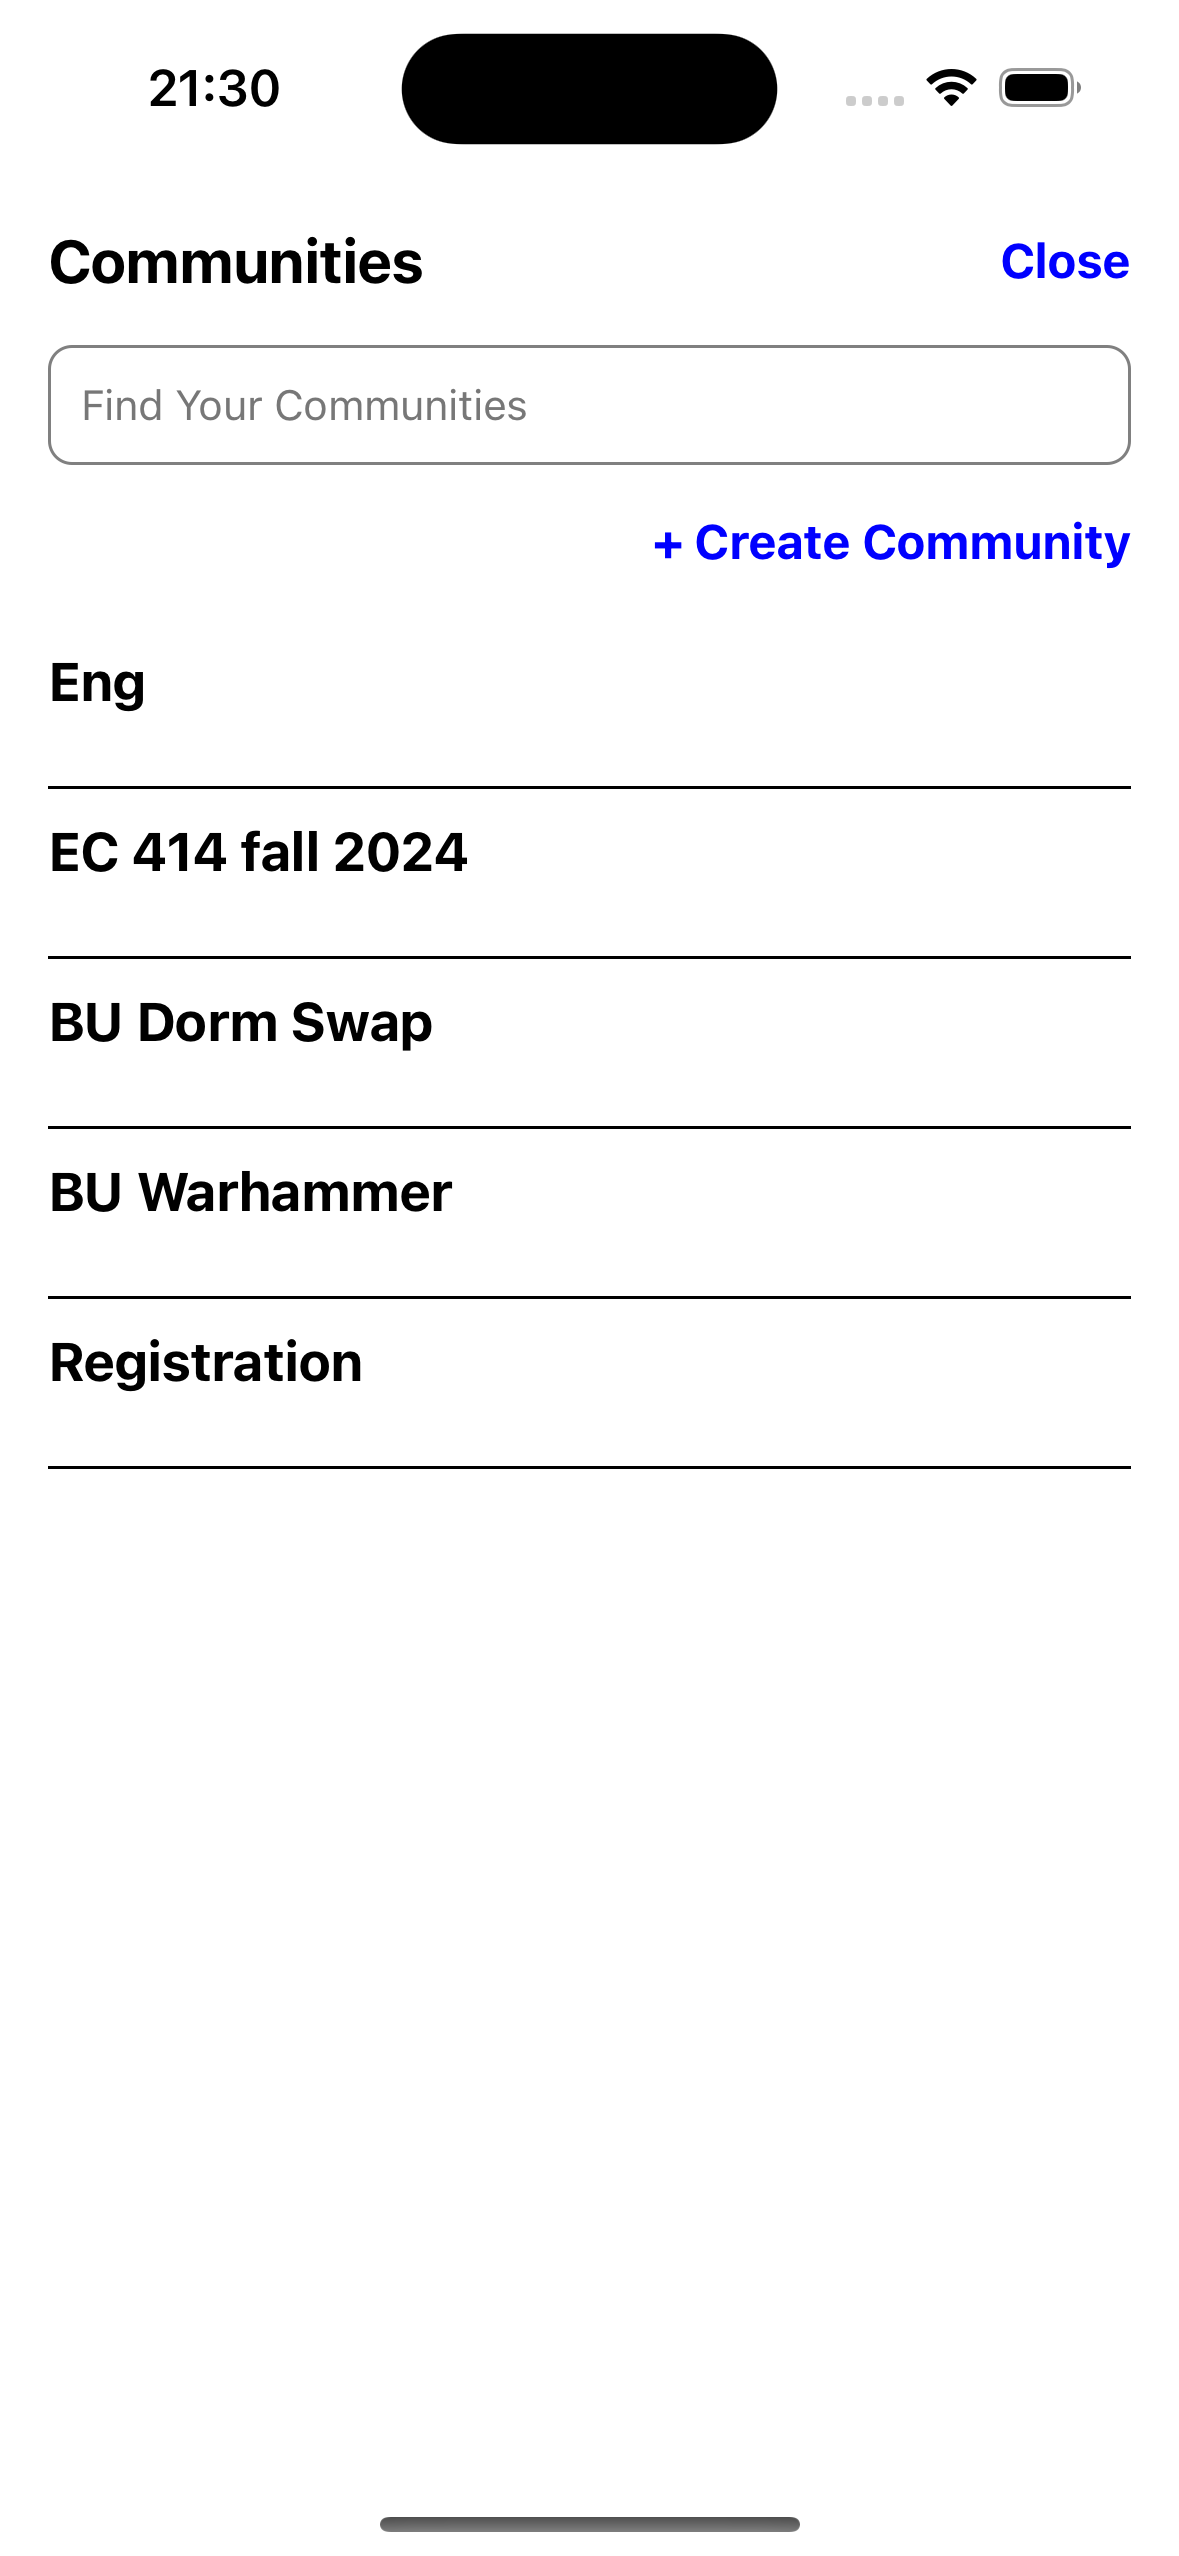 21:30
Communities
Close
Find Your Communities
+ Create Community
Eng
EC 414 fall 2024
BU Dorm Swap
BU Warhammer
Registration